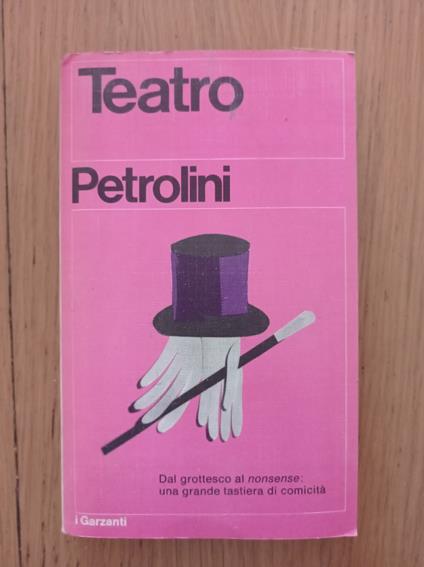 Teatro
Petrolini
Dal grottesco al nonsense:
una grande tastiera di comicità
i Garzanti